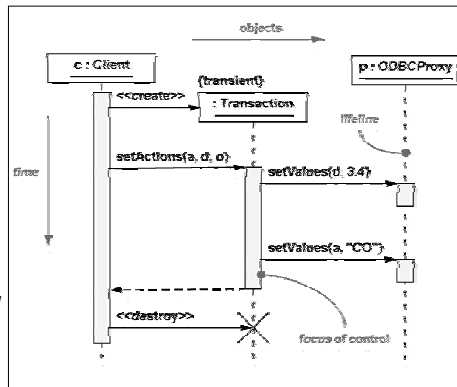 objects
c : Client
p : ODBCProxy
{transient}
<<create>>
: Transaction
lifeline
setActions(a, d, o)
time
setValues(d, 3.4)
setValues(a, "CO")
<<destroy>>
focus of control